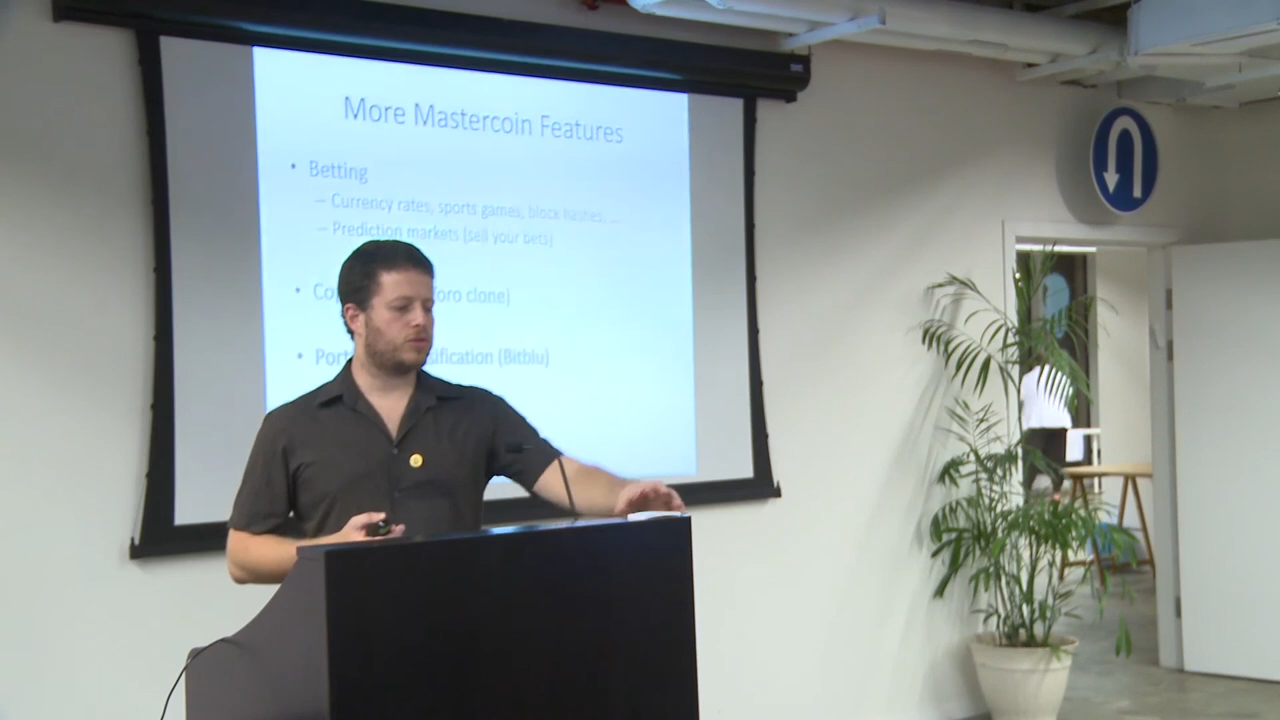 More Mastercoin Features
• Betting
– Currency rates, sports games, block hashes, ...
– Prediction markets (sell your bets)
• Co oro clone)
• Port sification (Bitblu)